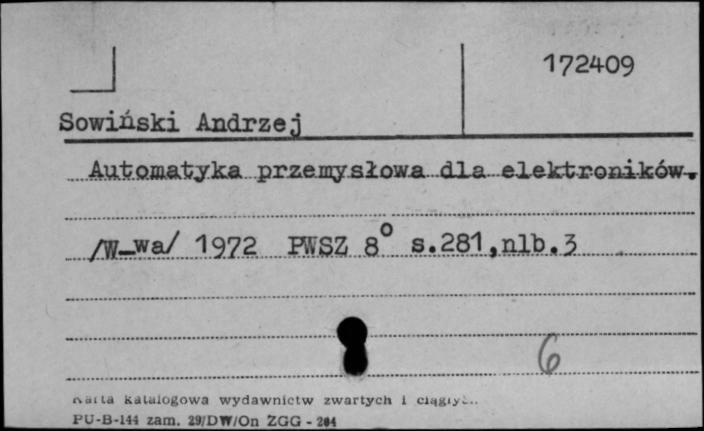 172409
Sowiński Andrzej
Automatyka przemysłowa dla elektroników.
/W-wa/ 1972 PWSZ 8° s.281,nlb.3
6
Karta katalogowa wydawnictw zwartych i
PU-B-144 zam. 29/DW/On ZGG - 204